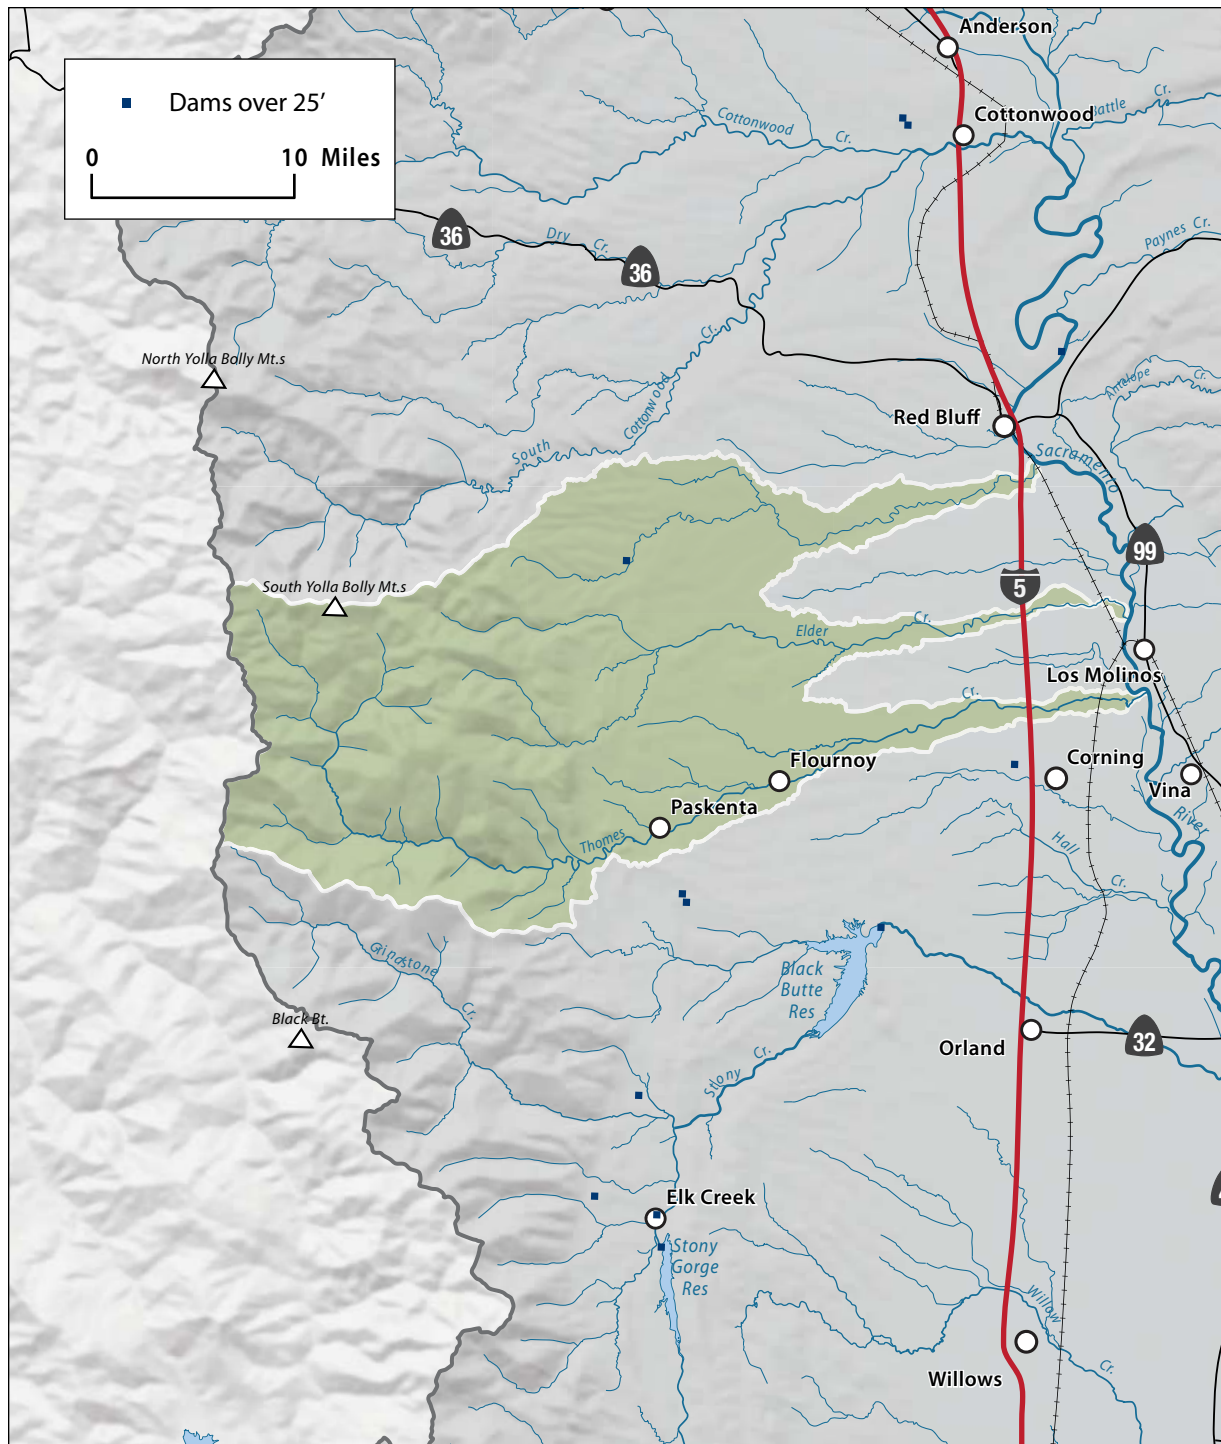 Anderson
Dams over 25’
0 10 Miles
Cottonwood Cr.
Cottonwood
Battle Cr.
36
Dry Cr.
36
Paynes Cr.
North Yolla Bolly Mt.s
Antelope Cr.
Red Bluff
South Cottonwood Cr.
Sacramento
99
South Yolla Bolly Mt.s
5
Elder Cr.
Los Molinos
Cr.
Flournoy
Corning
Vina
Paskenta
River
Thomes
Hall Cr.
Grindstone Cr.
Black
Butte
Res
Black Bt.
Orland
32
Stony Cr.
Elk Creek
Stony
Gorge
Res
Willow Cr.
Willows